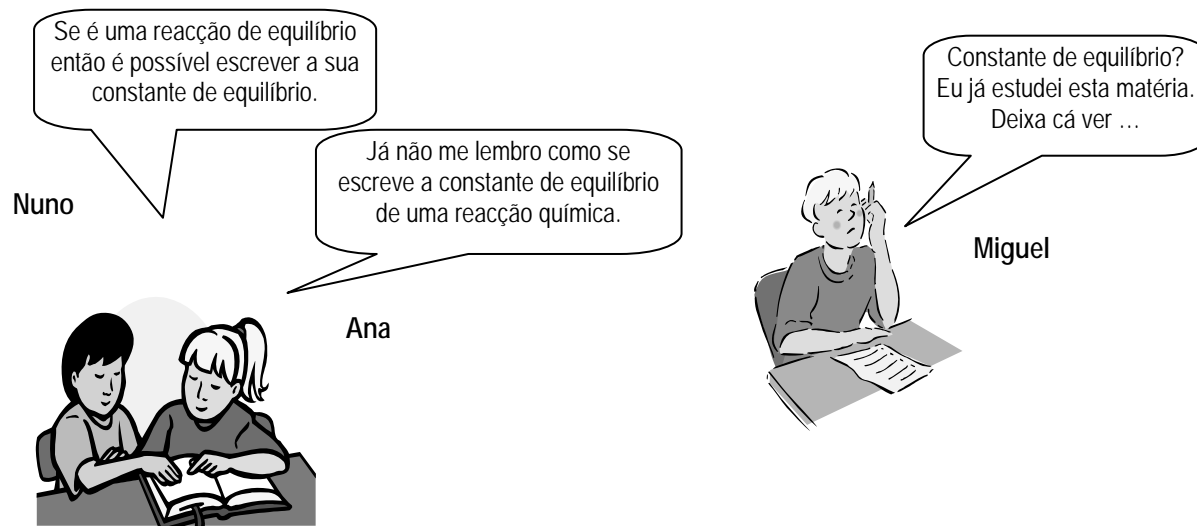 Se é uma reacção de equilíbrio
então é possível escrever a sua
constante de equilíbrio.
Nuno
Já não me lembro como se
escreve a constante de equilíbrio
de uma reacção química.
Ana
Constante de equilíbrio?
Eu já estudei esta matéria.
Deixa cá ver ...
Miguel